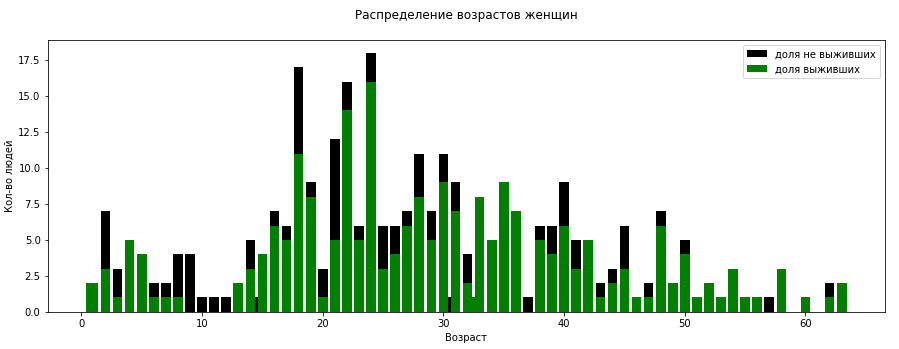 Распределение возрастов женщин
доля не выживших
доля выживших
17.5
15.0
12.5
10.0
7.5
5.0
2.5
0.0
Кол-во людей
0 10 20 30 40 50 60
Возраст